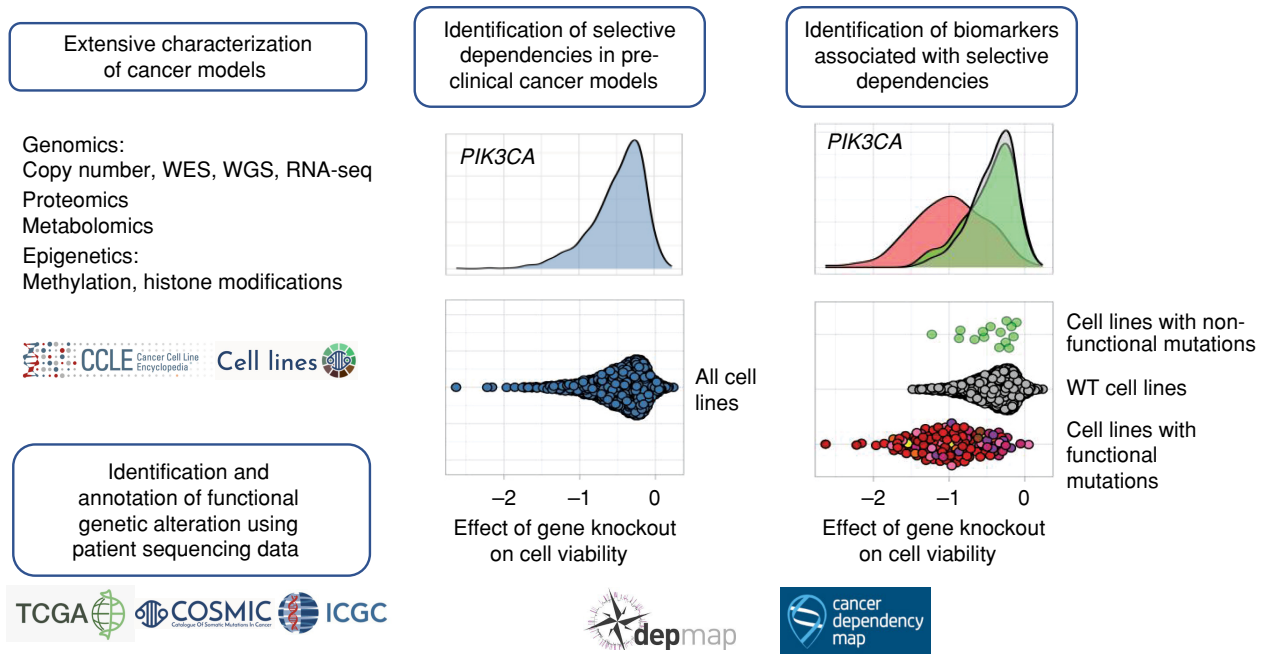 Extensive characterization
of cancer models
Genomics:
Copy number, WES, WGS, RNA-seq
Proteomics
Metabolomics
Epigenetics:
Methylation, histone modifications
CCLE Cancer Cell Line
Encyclopedia
Cell lines
Identification and
annotation of functional
genetic alteration using
patient sequencing data
TCGA
COSMIC
Catalogue Of Somatic Mutations In Cancer
ICGC
Identification of selective
dependencies in pre-
clinical cancer models
PIK3CA
All cell
lines
–2 –1 0
Effect of gene knockout
on cell viability
depmap
Identification of biomarkers
associated with selective
dependencies
PIK3CA
Cell lines with non-
functional mutations
WT cell lines
Cell lines with
functional
mutations
–2 –1 0
Effect of gene knockout
on cell viability
cancer
dependency
map